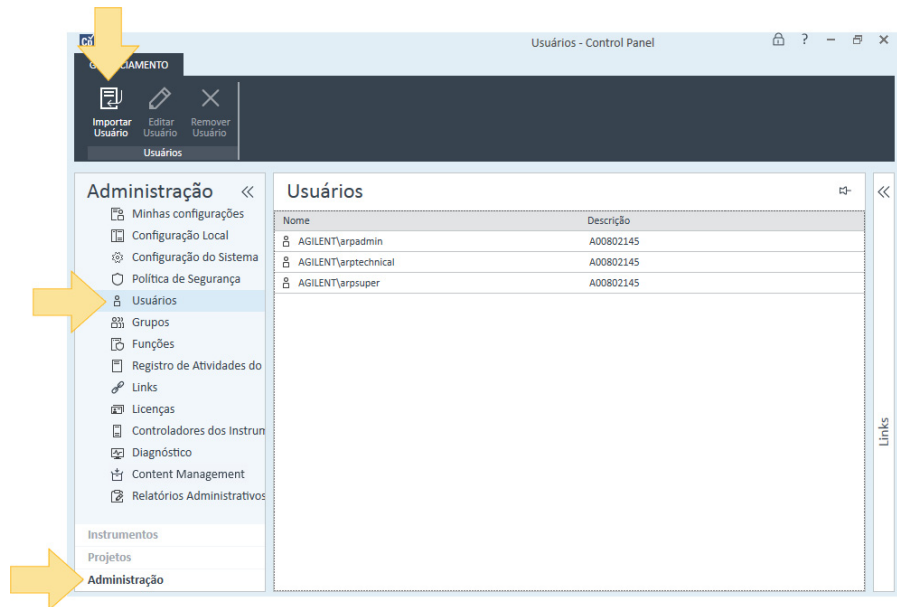 Usuários - Control Panel
?
Importar Usuário
Editar Usuário
Remover Usuário
Usuários
Administração
Minhas configurações
Configuração Local
Configuração do Sistema
Política de Segurança
Usuários
Grupos
Funções
Registro de Atividades do
Links
Licenças
Controladores dos Instrum
Diagnóstico
Content Management
Relatórios Administrativos
Instrumentos
Projetos
Administração
Usuários
Nome Descrição
AGILENT\arpadmin A00802145
AGILENT\arptechnical A00802145
AGILENT\arpsuper A00802145
Links